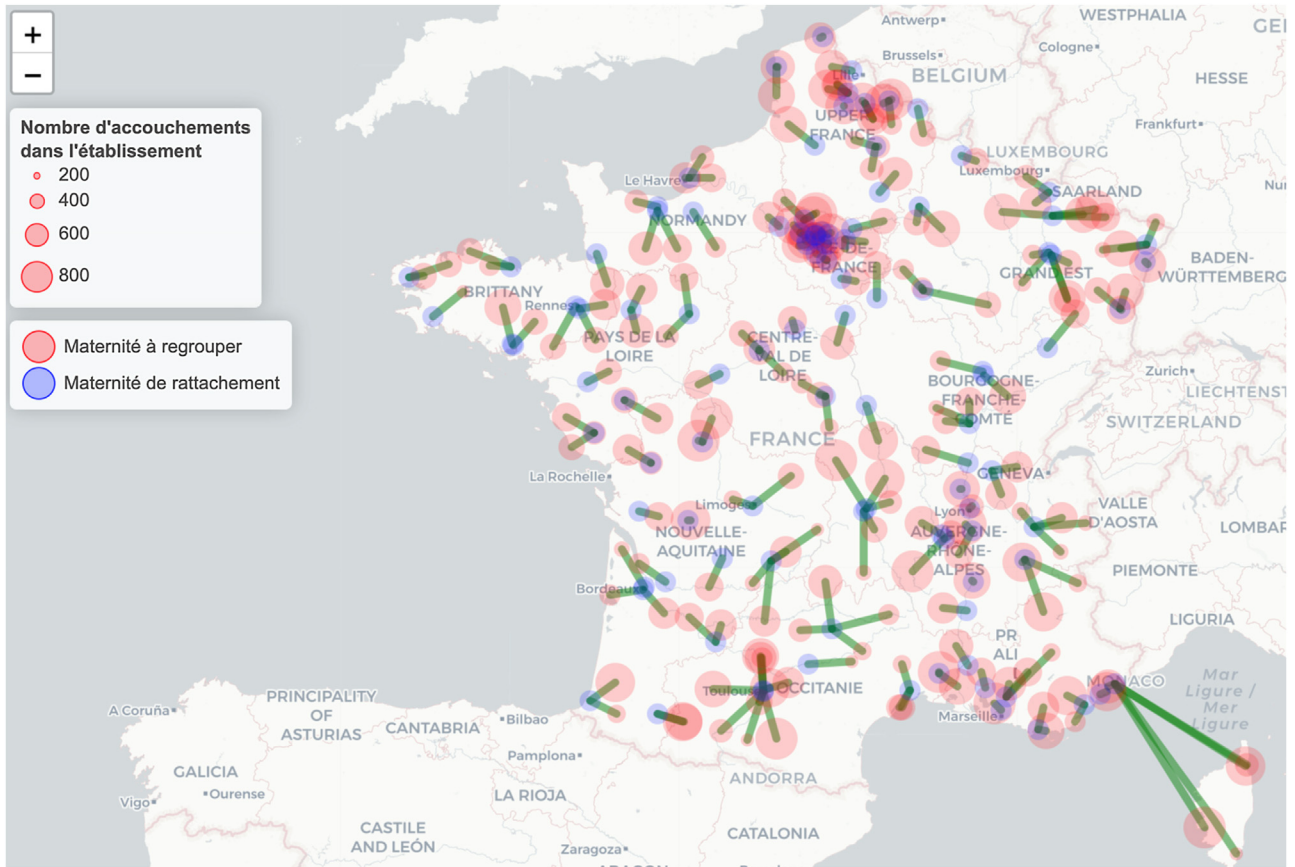 +
−
Nombre d'accouchements
dans l'établissement
200
400
600
800
Maternité à regrouper
Maternité de rattachement
Antwerp
WESTPHALIA
GE
Cologne
Brussels
BELGIUM
HESSE
Lille
UPPER
FRANCE
Frankfurt
LUXEMBOURG
Luxembourg
Le Havre
SAARLAND
NORMANDY
FRANCE
GRAND EST
BADEN-
WÜRTTEMBERG
BRITTANY
Rennes
PAYS DE LA
LOIRE
CENTRE-
VAL DE
LOIRE
BOURGOGNE-
FRANCHE-
COMTÉ
Zurich
LIECHTENST
SWITZERLAND
FRANCE
GENEVA
La Rochelle
Limoges
Lyon
VALLE
D'AOSTA
LOMBAR
NOUVELLE-
AQUITAINE
AUVERGNE-
RHÔNE-
ALPES
PIEMONTE
Bordeaux
LIGURIA
PR
ALI
MONACO
Mar
Ligure /
Mer
Ligure
Toulous
OCCITANIE
Marseille
A Coruña
PRINCIPALITY
OF
ASTURIAS
CANTABRIA
Bilbao
Pamplona
GALICIA
Ourense
Vigo
LA RIOJA
ANDORRA
CASTILE
AND LEÓN
Zaragoza
CATALONIA